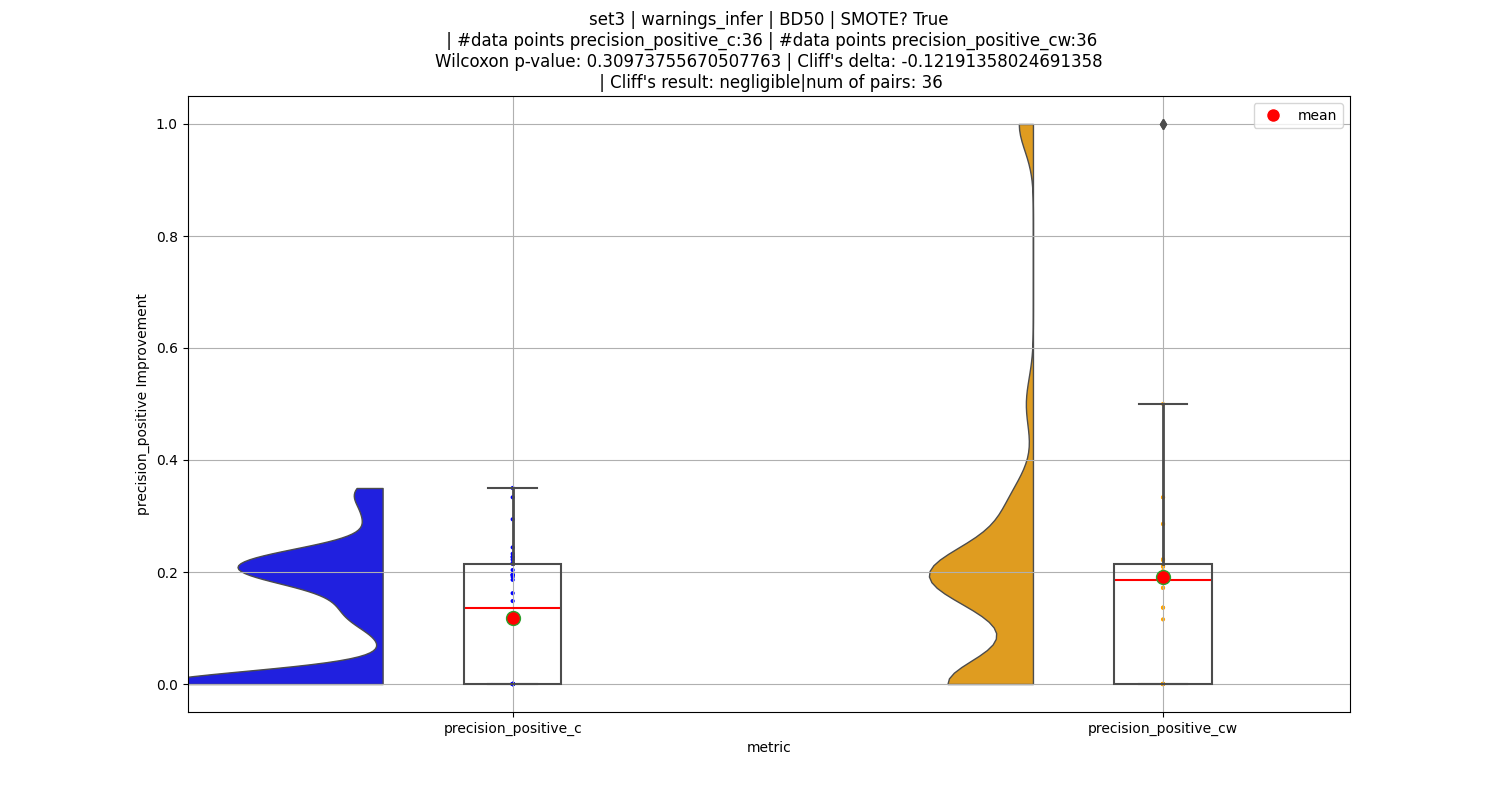 set3 | warnings_infer | BD50 | SMOTE? True
| #data points precision_positive_c:36 | #data points precision_positive_cw:36
Wilcoxon p-value: 0.30973755670507763 | Cliff's delta: -0.12191358024691358
| Cliff's result: negligible|num of pairs: 36
mean
1.0
0.8
0.6
0.4
0.2
0.0
precision_positive Improvement
precision_positive_c
precision_positive_cw
metric